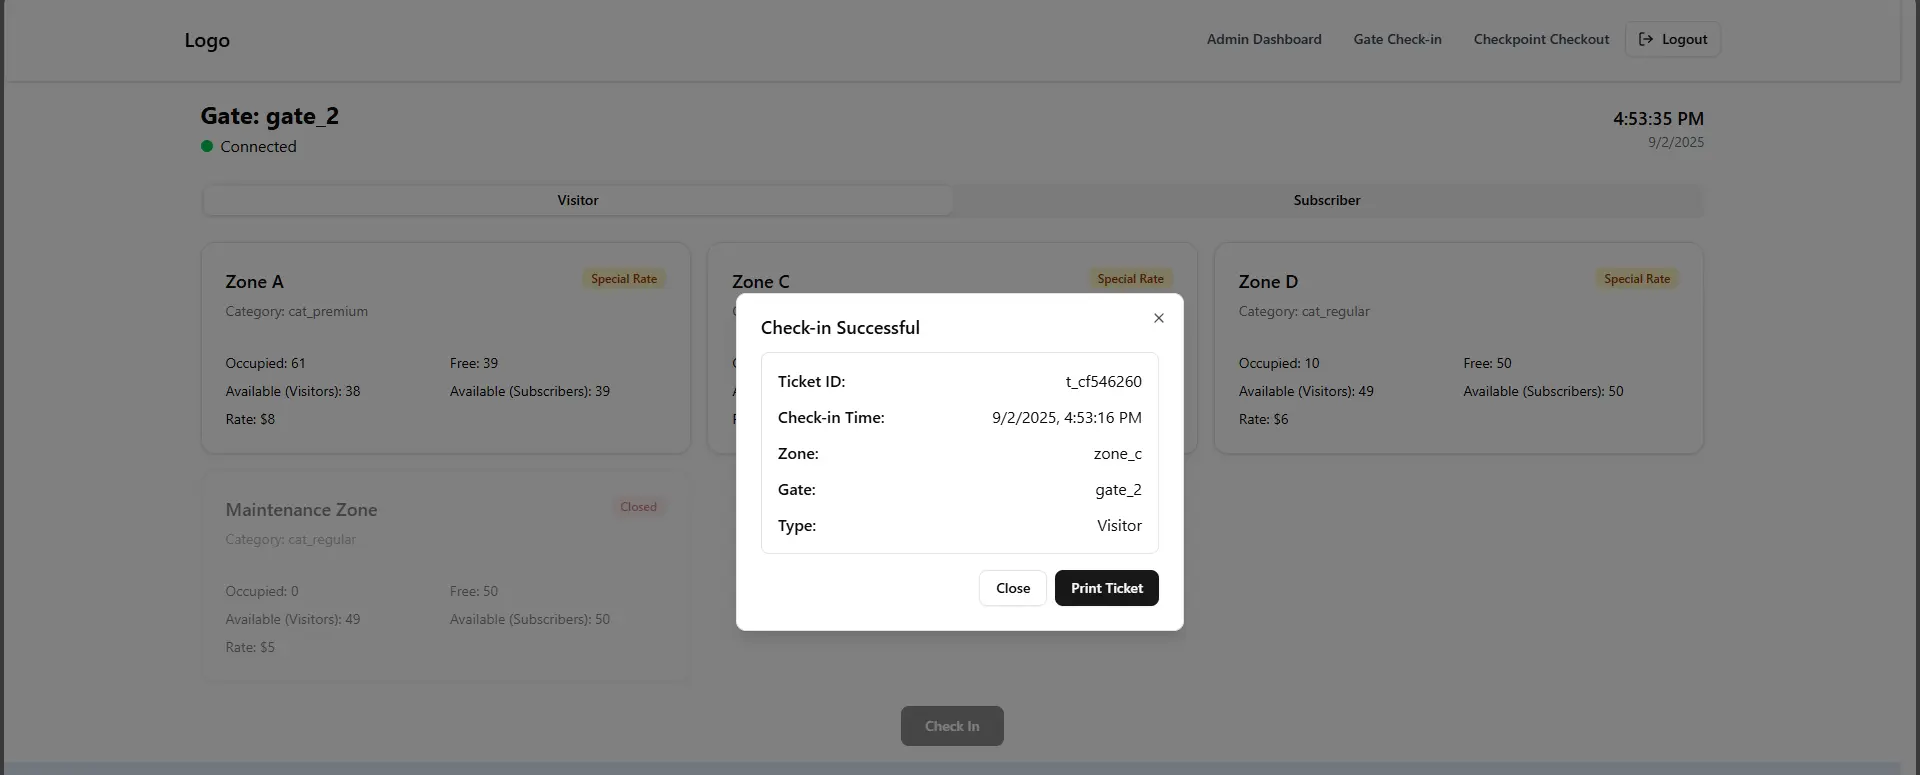 Logo
Admin Dashboard
Gate Check-in
Checkpoint Checkout
Logout
Gate: gate_2
Connected
4:53:35 PM
9/2/2025
Visitor
Subscriber
Zone A
Special Rate
Category: cat_premium
Occupied: 61
Free: 39
Available (Visitors): 38
Available (Subscribers): 39
Rate: $8
Zone C
Special Rate
Zone D
Special Rate
Category: cat_regular
Occupied: 10
Free: 50
Available (Visitors): 49
Available (Subscribers): 50
Rate: $6
Check-in Successful
Ticket ID: t_cf546260
Check-in Time: 9/2/2025, 4:53:16 PM
Zone: zone_c
Gate: gate_2
Type: Visitor
Close
Print Ticket
Maintenance Zone
Closed
Category: cat_regular
Occupied: 0
Free: 50
Available (Visitors): 49
Available (Subscribers): 50
Rate: $5
Check In